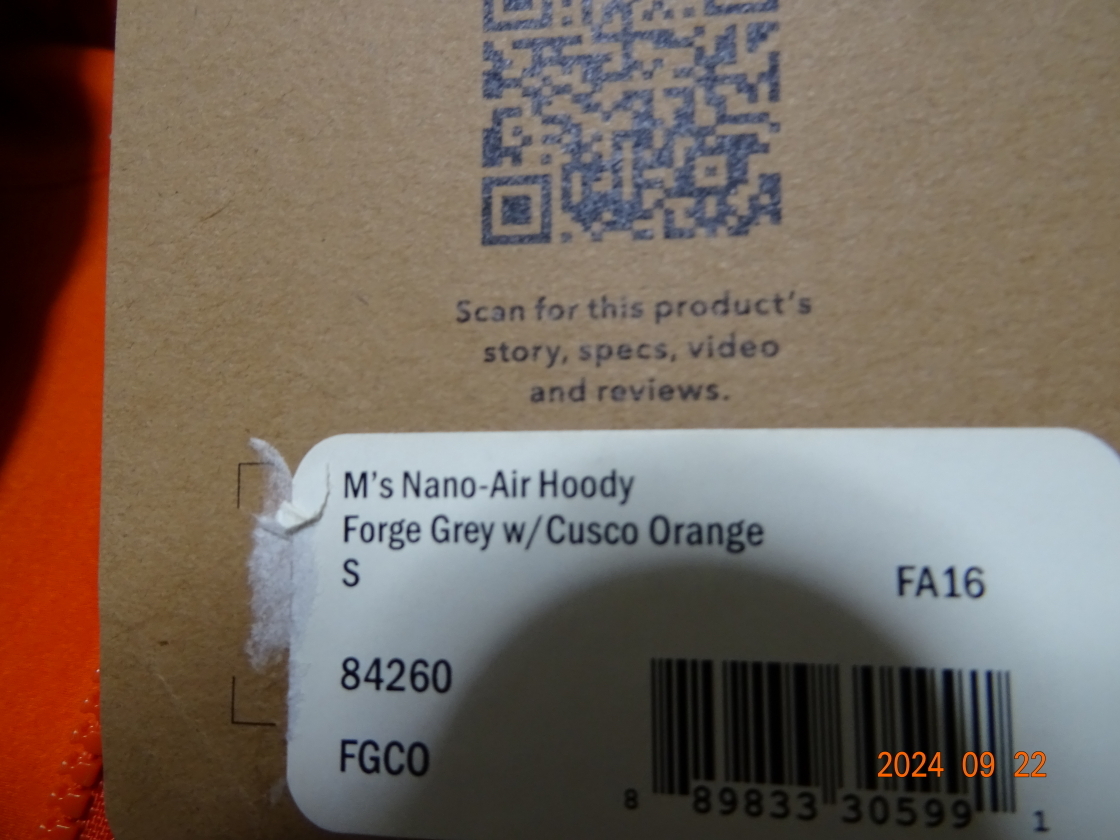 Scan for this product's
story, specs, video
and reviews.
M's Nano-Air Hoody
Forge Grey w/Cusco Orange
S
FA16
84260
FGCO
8 89833 30599 1
2024 09 22